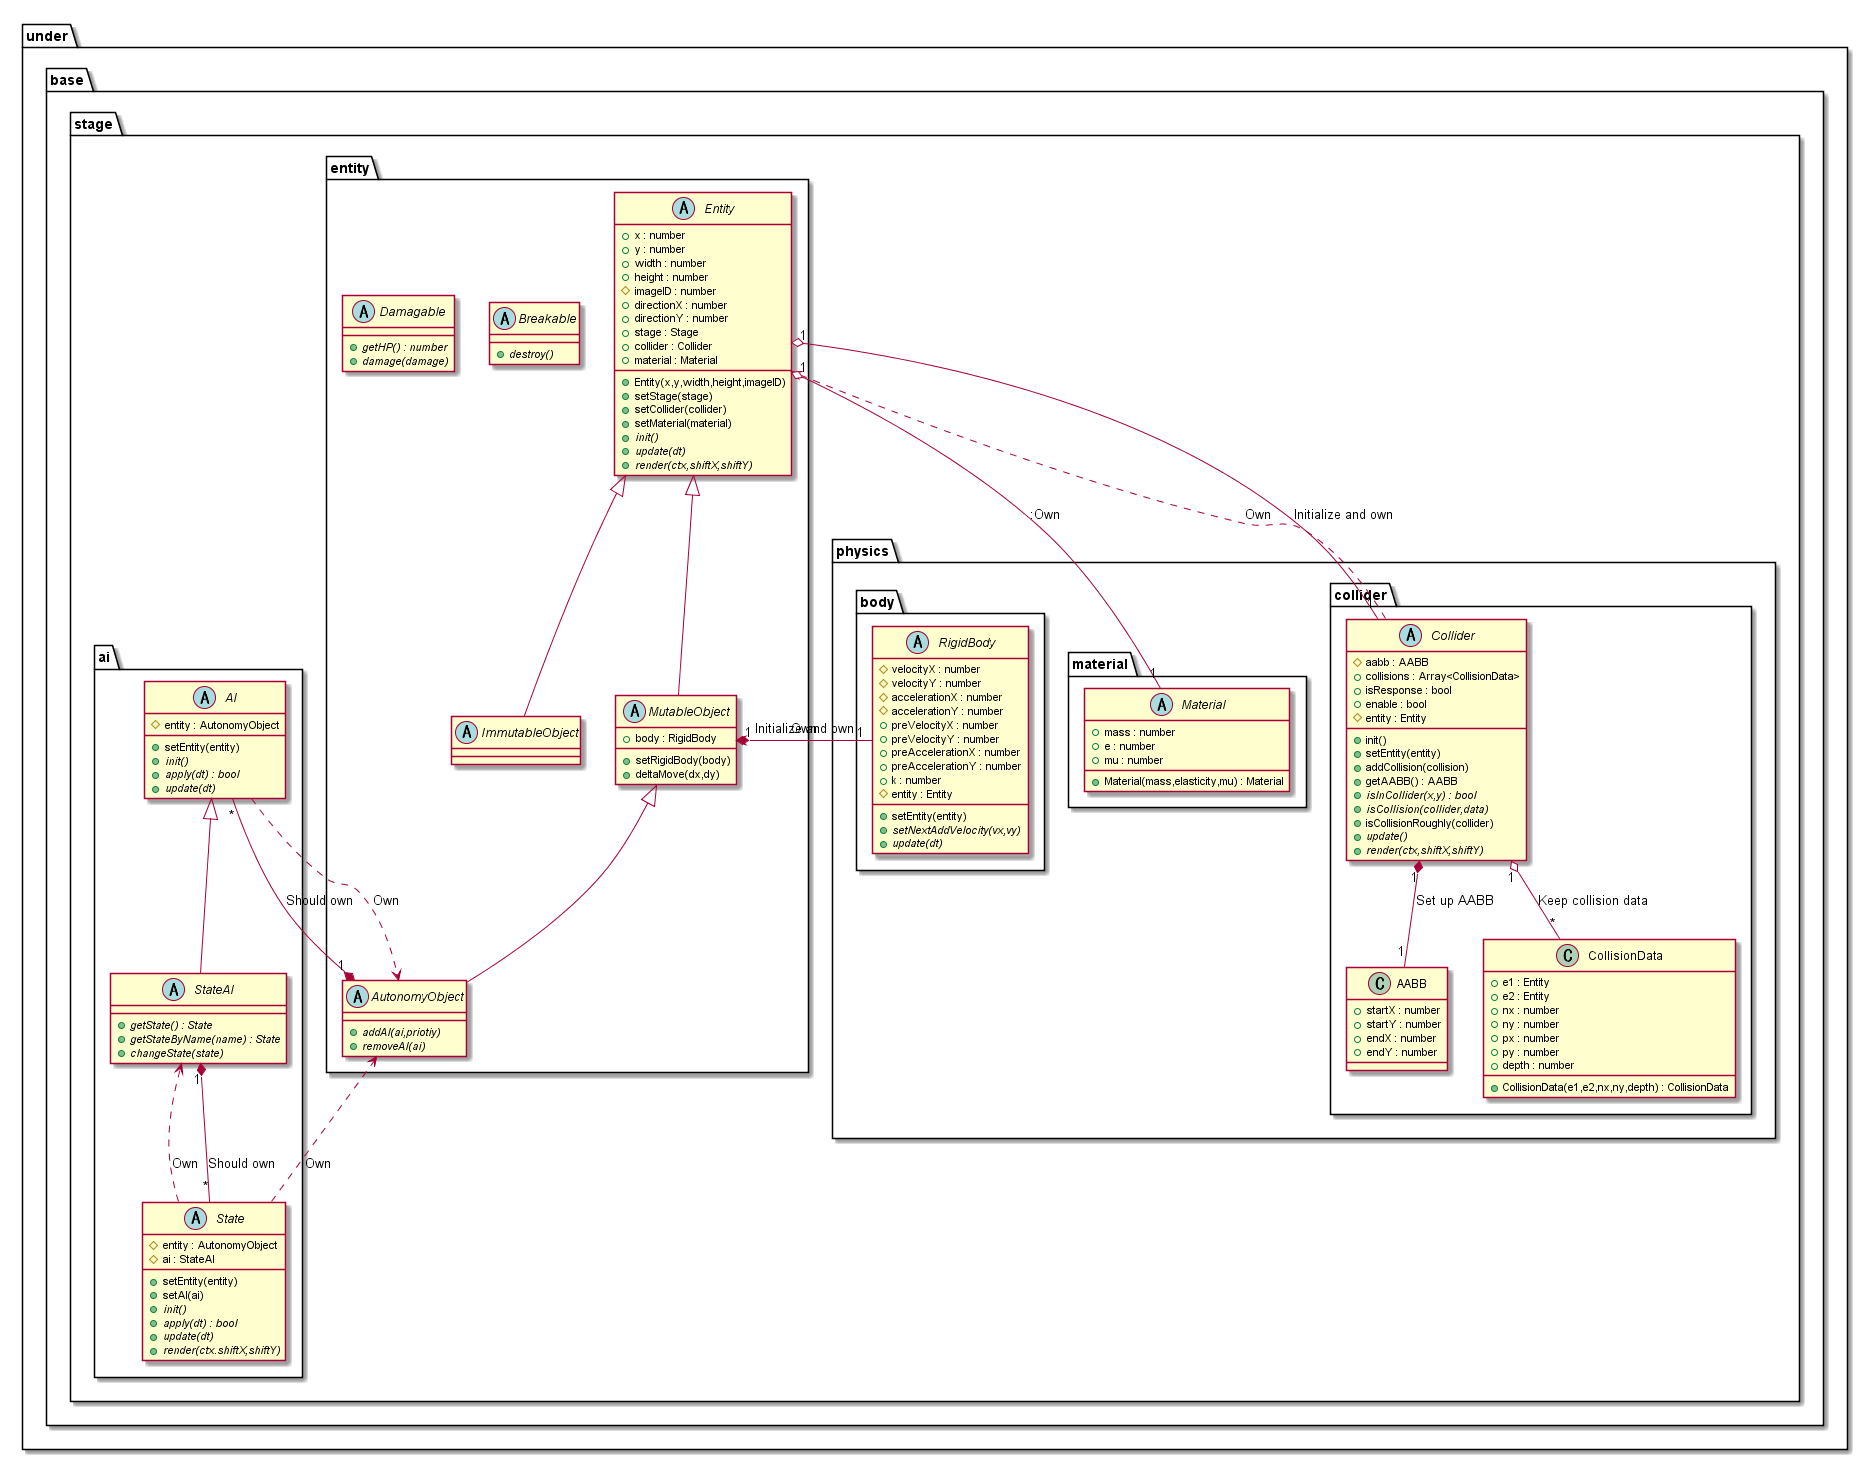 under
base
stage
entity
A Entity
x : number
y : number
width : number
height : number
imageID : number
directionX : number
directionY : number
stage : Stage
collider : Collider
material : Material
Entity(x,y,width,height,imageID)
setStage(stage)
setCollider(collider)
setMaterial(material)
init()
update(dt)
render(ctx,shiftX,shiftY)
A Damagable
getHP() : number
damage(damage)
A Breakable
destroy()
1
1
:Own
Own
Initialize and own
physics
body
A RigidBody
velocityX : number
velocityY : number
accelerationX : number
accelerationY : number
preVelocityX : number
preVelocityY : number
preAccelerationX : number
preAccelerationY : number
k : number
entity : Entity
setEntity(entity)
setNextAddVelocity(vx,vy)
update(dt)
material
1
A Material
mass : number
e : number
mu : number
Material(mass,elasticity,mu) : Material
collider
1
A Collider
aabb : AABB
collisions : Array<CollisionData>
isResponse : bool
enable : bool
entity : Entity
init()
setEntity(entity)
addCollision(collision)
getAABB() : AABB
isInCollider(x,y) : bool
isCollision(collider,data)
isCollisionRoughly(collider)
update()
render(ctx,shiftX,shiftY)
1
1
Set up AABB
Keep collision data
1
*
C AABB
startX : number
startY : number
endX : number
endY : number
C CollisionData
e1 : Entity
e2 : Entity
nx : number
ny : number
px : number
py : number
depth : number
CollisionData(e1,e2,nx,ny,depth) : CollisionData
A ImmutableObject
A MutableObject
body : RigidBody
setRigidBody(body)
deltaMove(dx,dy)
1
Initialize and own
Own
1
ai
A AI
entity : AutonomyObject
setEntity(entity)
init()
apply(dt) : bool
update(dt)
*
Should own
Own
1
A AutonomyObject
addAI(ai,priotiy)
removeAI(ai)
A StateAI
getState() : State
getStateByName(name) : State
changeState(state)
1
Own
Should own
Own
*
A State
entity : AutonomyObject
ai : StateAI
setEntity(entity)
setAI(ai)
init()
apply(dt) : bool
update(dt)
render(ctx.shiftX,shiftY)